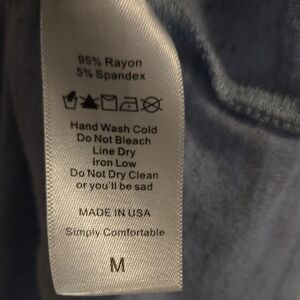 95% Rayon
5% Spandex
Hand Wash Cold
Do Not Bleach
Line Dry
Iron Low
Do Not Dry Clean
or you'll be sad
MADE IN USA
Simply Comfortable
M